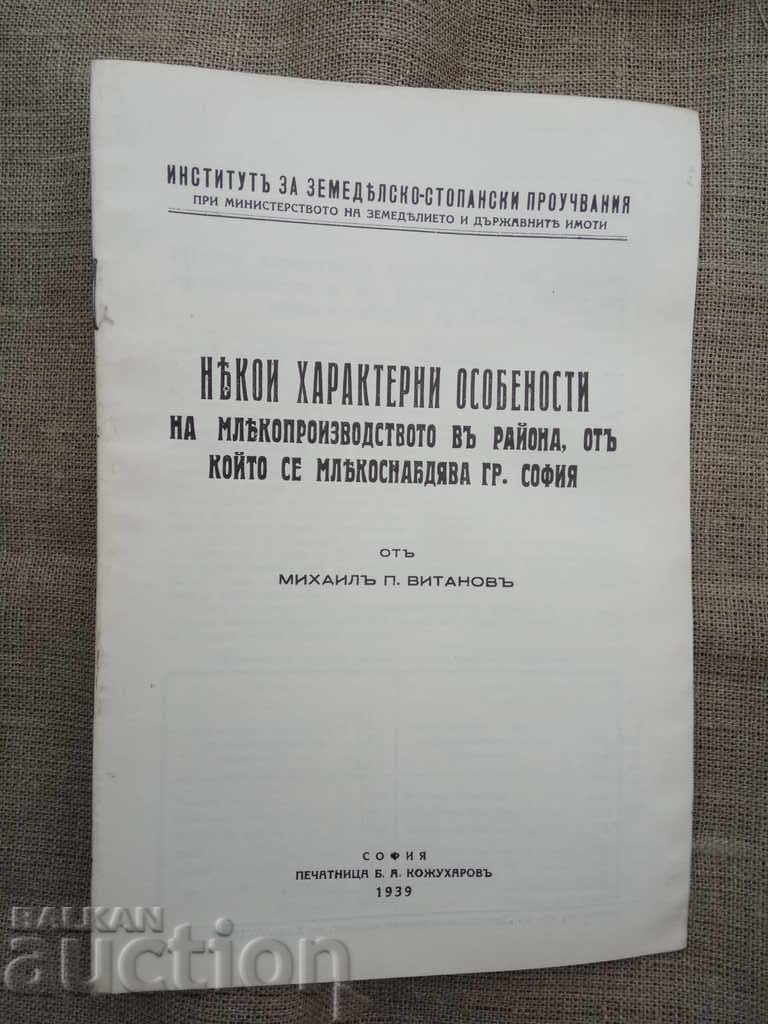 ИНСТИТУТЪ ЗА ЗЕМЕДѢЛСКО-СТОПАНСКИ ПРОУЧВАНИЯ
ПРИ МИНИСТЕРСТВОТО НА ЗЕМЕДѢЛИЕТО И ДЪРЖАВНИТѢ ИМОТИ
НѢКОИ ХАРАКТЕРНИ ОСОБЕНОСТИ
НА МЛѢКОПРОИЗВОДСТВОТО ВЪ РАЙОНА, ОТЪ
КОЙТО СЕ МЛѢКОСНАБДЯВА ГР. СОФИЯ
ОТЪ
МИХАИЛЪ П. ВИТАНОВЪ
СОФИЯ
ПЕЧАТНИЦА Б. А. КОЖУХАРОВЪ
1939
BALKAN
auction